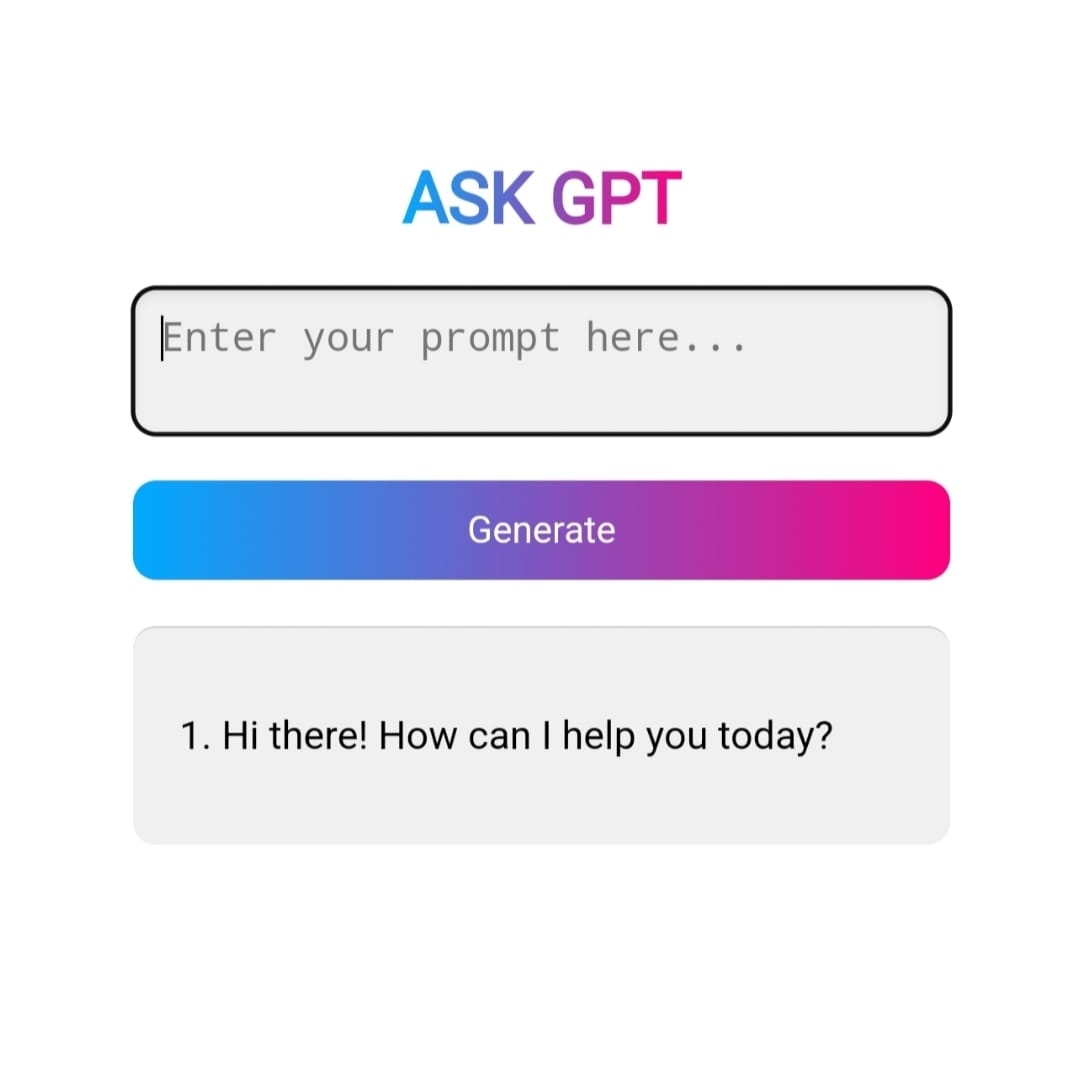 ASK GPT
Enter your prompt here...
Generate
1. Hi there! How can I help you today?